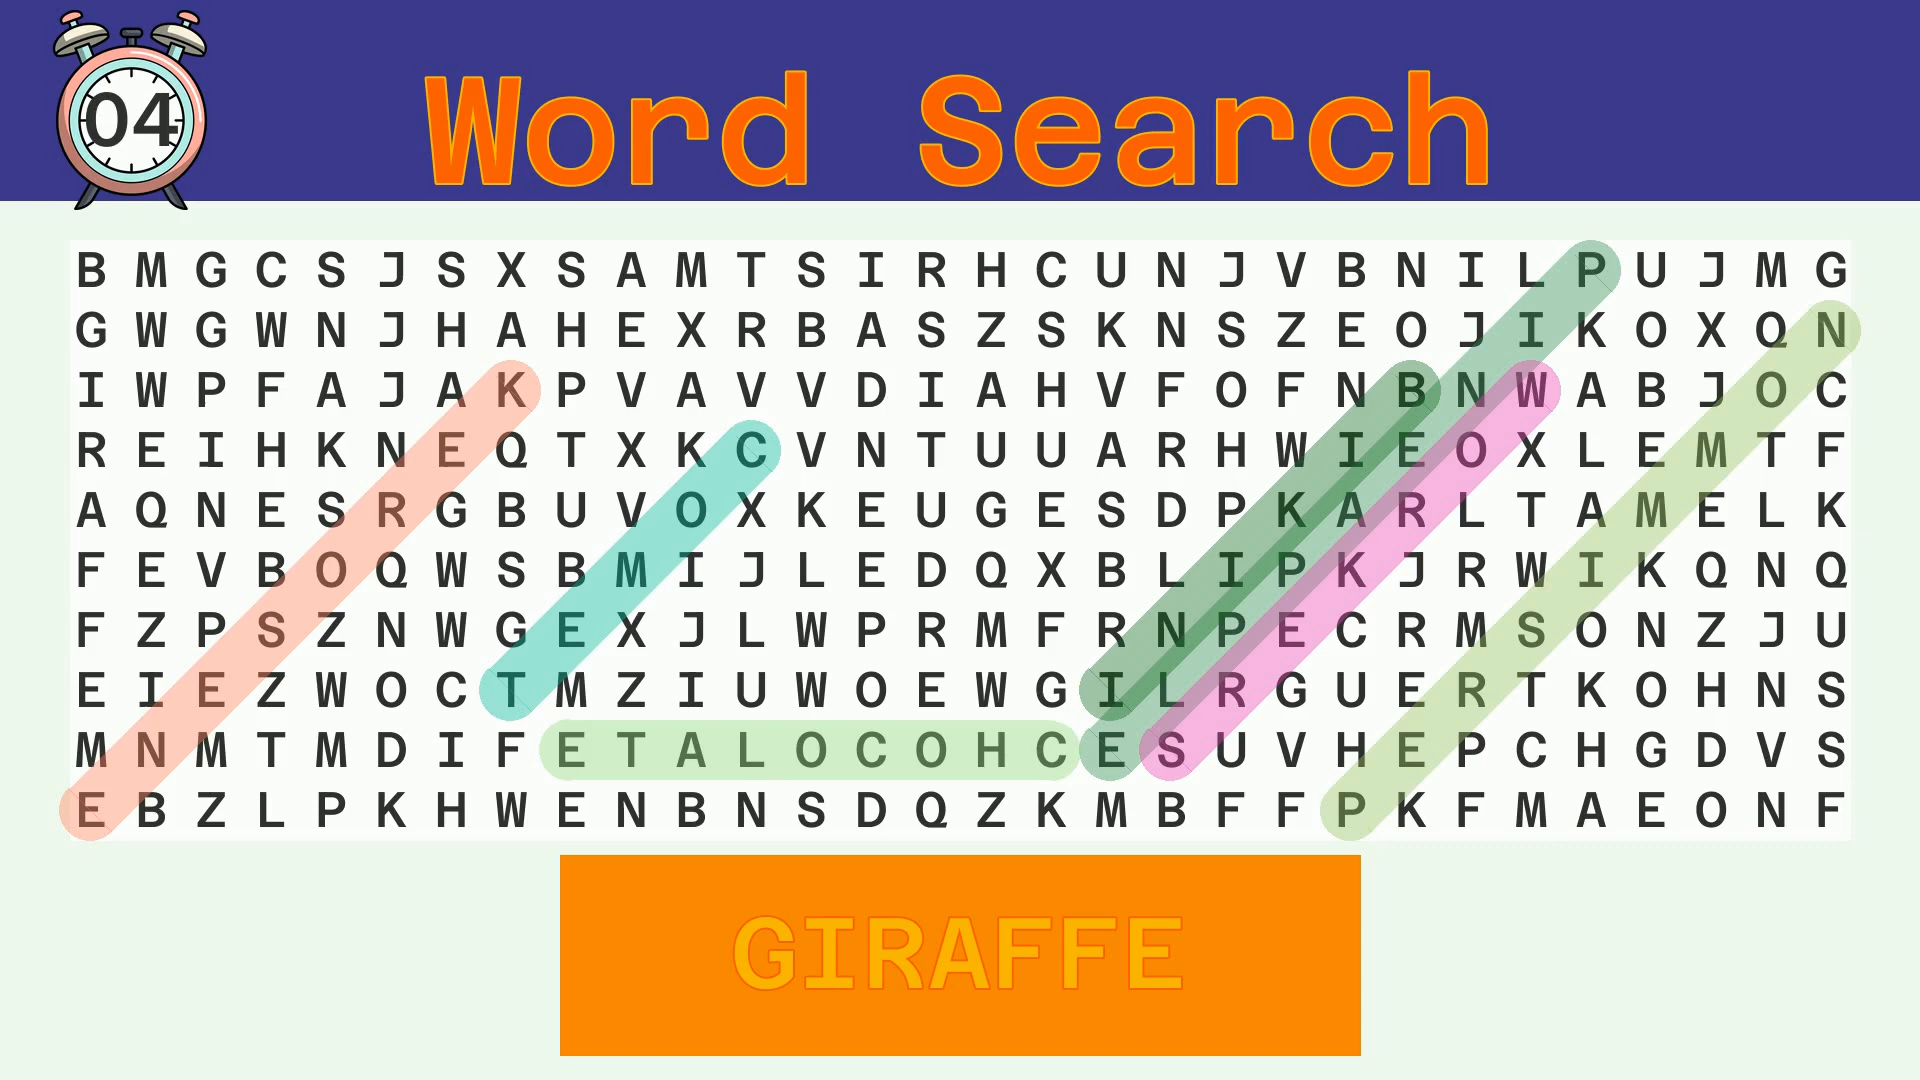 04
Word Search
B M G C S J S X S A M T S I R H C U N J V B N I L P U J M G
G W G W N J H A H E X R B A S Z S K N S Z E O J I K O X Q N
I W P F A J A K P V A V V D I A H V F O F N B N W A B J O C
R E I H K N E Q T X K C V N T U U A R H W I E O X L E M T F
A Q N E S R G B U V O X K E U G E S D P K A R L T A M E L K
F E V B O Q W S B M I J L E D Q X B L I P K J R W I K Q N Q
F Z P S Z N W G E X J L W P R M F R N P E C R M S O N Z J U
E I E Z W O C T M Z I U W O E W G I L R G U E R T K O H N S
M N M T M D I F E T A L O C O H C E S U V H E P C H G D V S
E B Z L P K H W E N B N S D Q Z K M B F F P K F M A E O N F
GIRAFFE